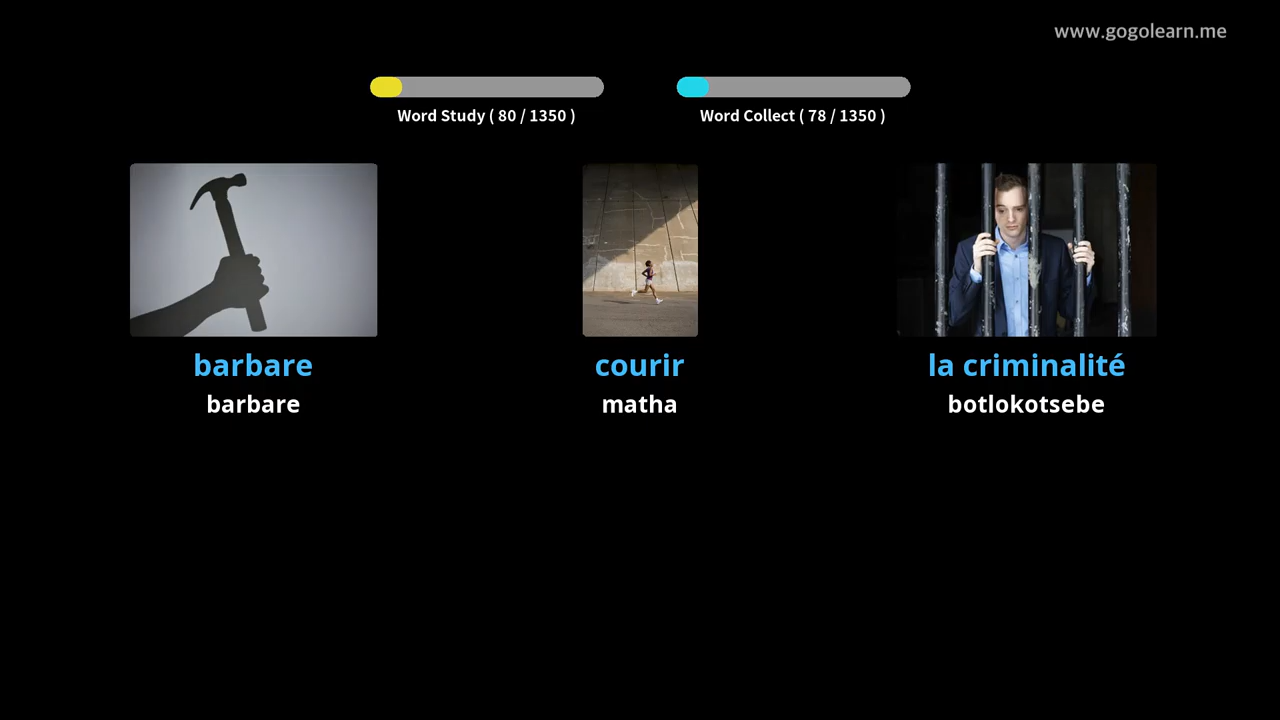 www.gogolearn.me
Word Study ( 80 / 1350 )
Word Collect ( 78 / 1350 )
barbare
barbare
courir
matha
la criminalité
botlokotsebe